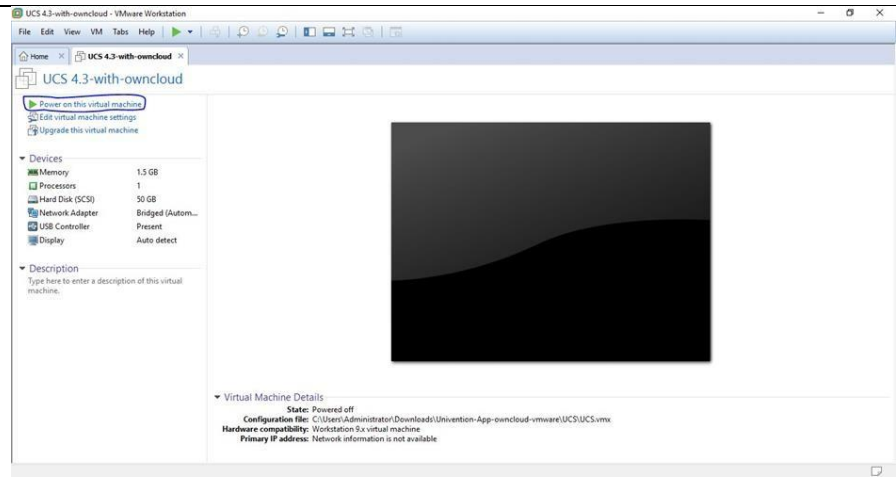 UCS 4.3-with-owncloud - VMware Workstation
File Edit View VM Tabs Help
Home
UCS 4.3-with-owncloud
UCS 4.3-with-owncloud
Power on this virtual machine
Edit virtual machine settings
Upgrade this virtual machine
Devices
Memory 1.5 GB
Processors 1
Hard Disk (SCSI) 50 GB
Network Adapter Bridged (Autom...
USB Controller Present
Display Auto detect
Description
Type here to enter a description of this virtual
machine.
Virtual Machine Details
State: Powered off
Configuration file: C:\Users\Administrator\Downloads\Univention-App-owncloud-vmware\UCS\UCS.vmx
Hardware compatibility: Workstation 9.x virtual machine
Primary IP address: Network information is not available